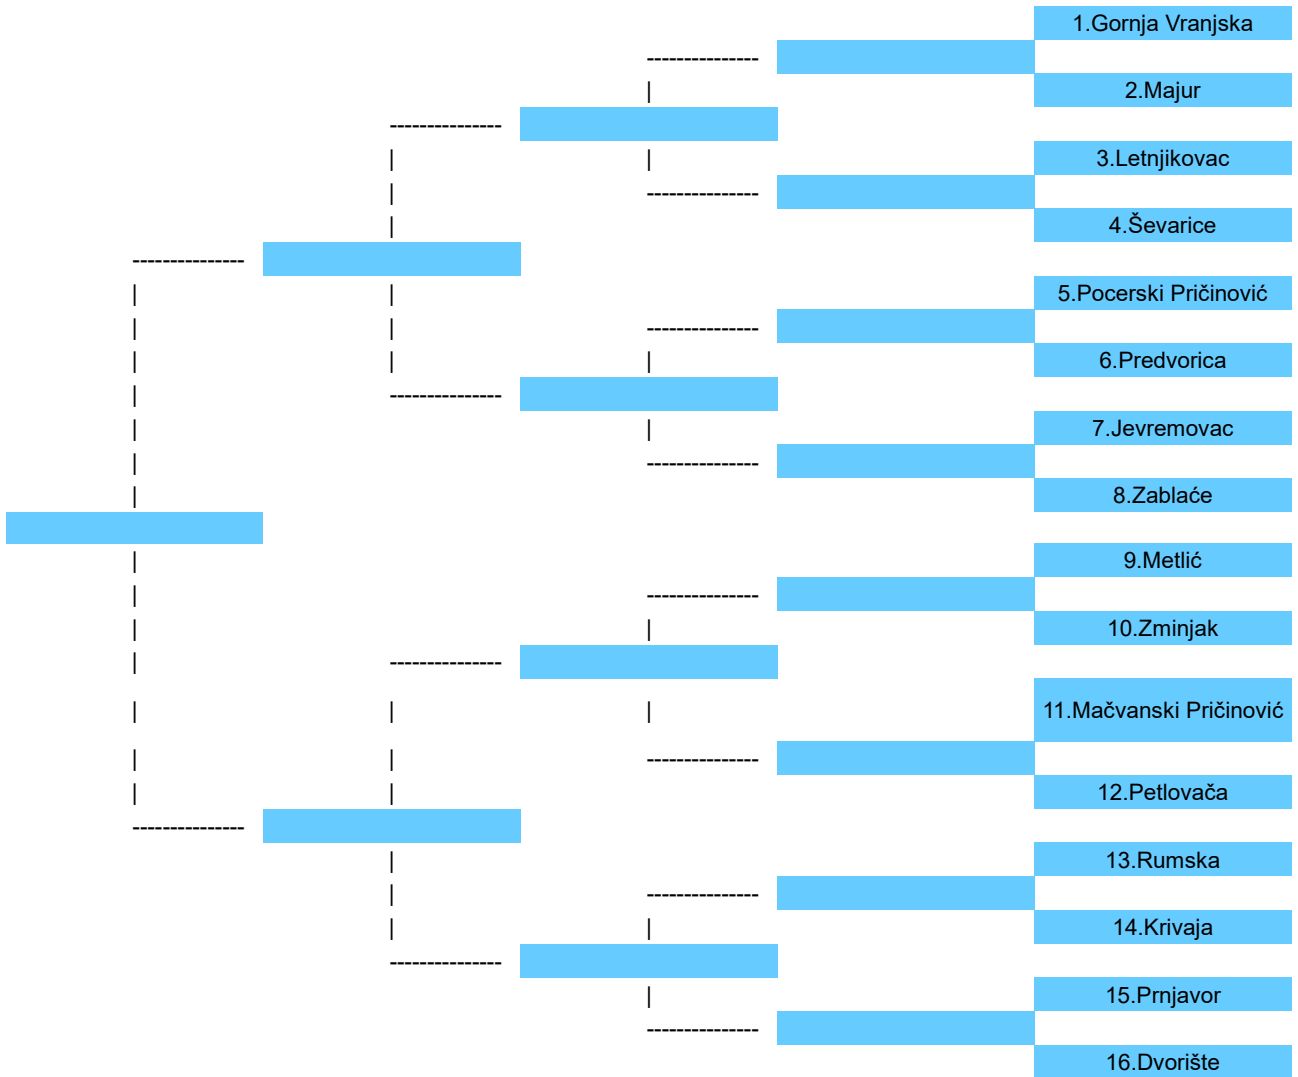 1.Gornja Vranjska
2.Majur
3.Letnjikovac
4.Ševarice
5.Pocerski Pričinović
6.Predvorica
7.Jevremovac
8.Zablaće
9.Metlić
10.Zminjak
11.Mačvanski Pričinović
12.Petlovača
13.Rumska
14.Krivaja
15.Prnjavor
16.Dvorište